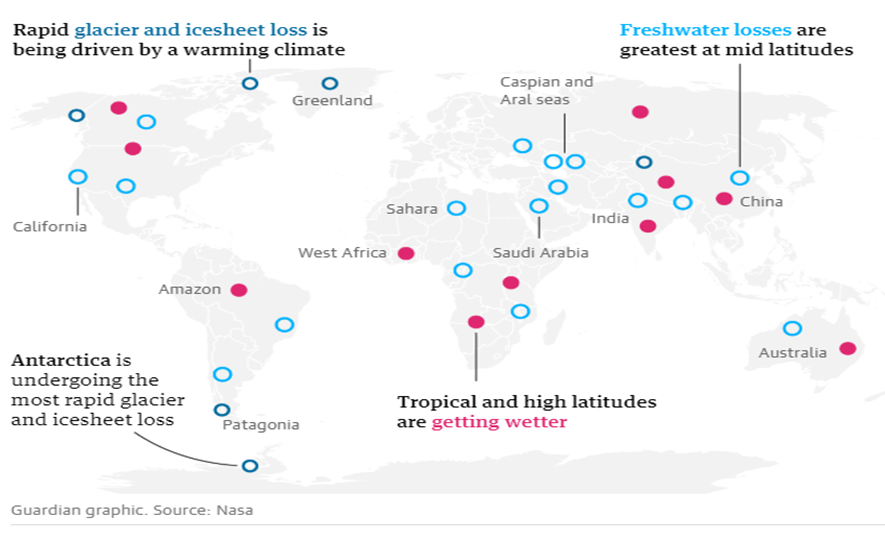 Rapid glacier and icesheet loss is
being driven by a warming climate
Freshwater losses are
greatest at mid latitudes
Greenland
Caspian and
Aral seas
California
Sahara
India
China
West Africa
Saudi Arabia
Amazon
Australia
Antarctica is
undergoing the
most rapid glacier
and icesheet loss
Patagonia
Tropical and high latitudes
are getting wetter
Guardian graphic. Source: Nasa